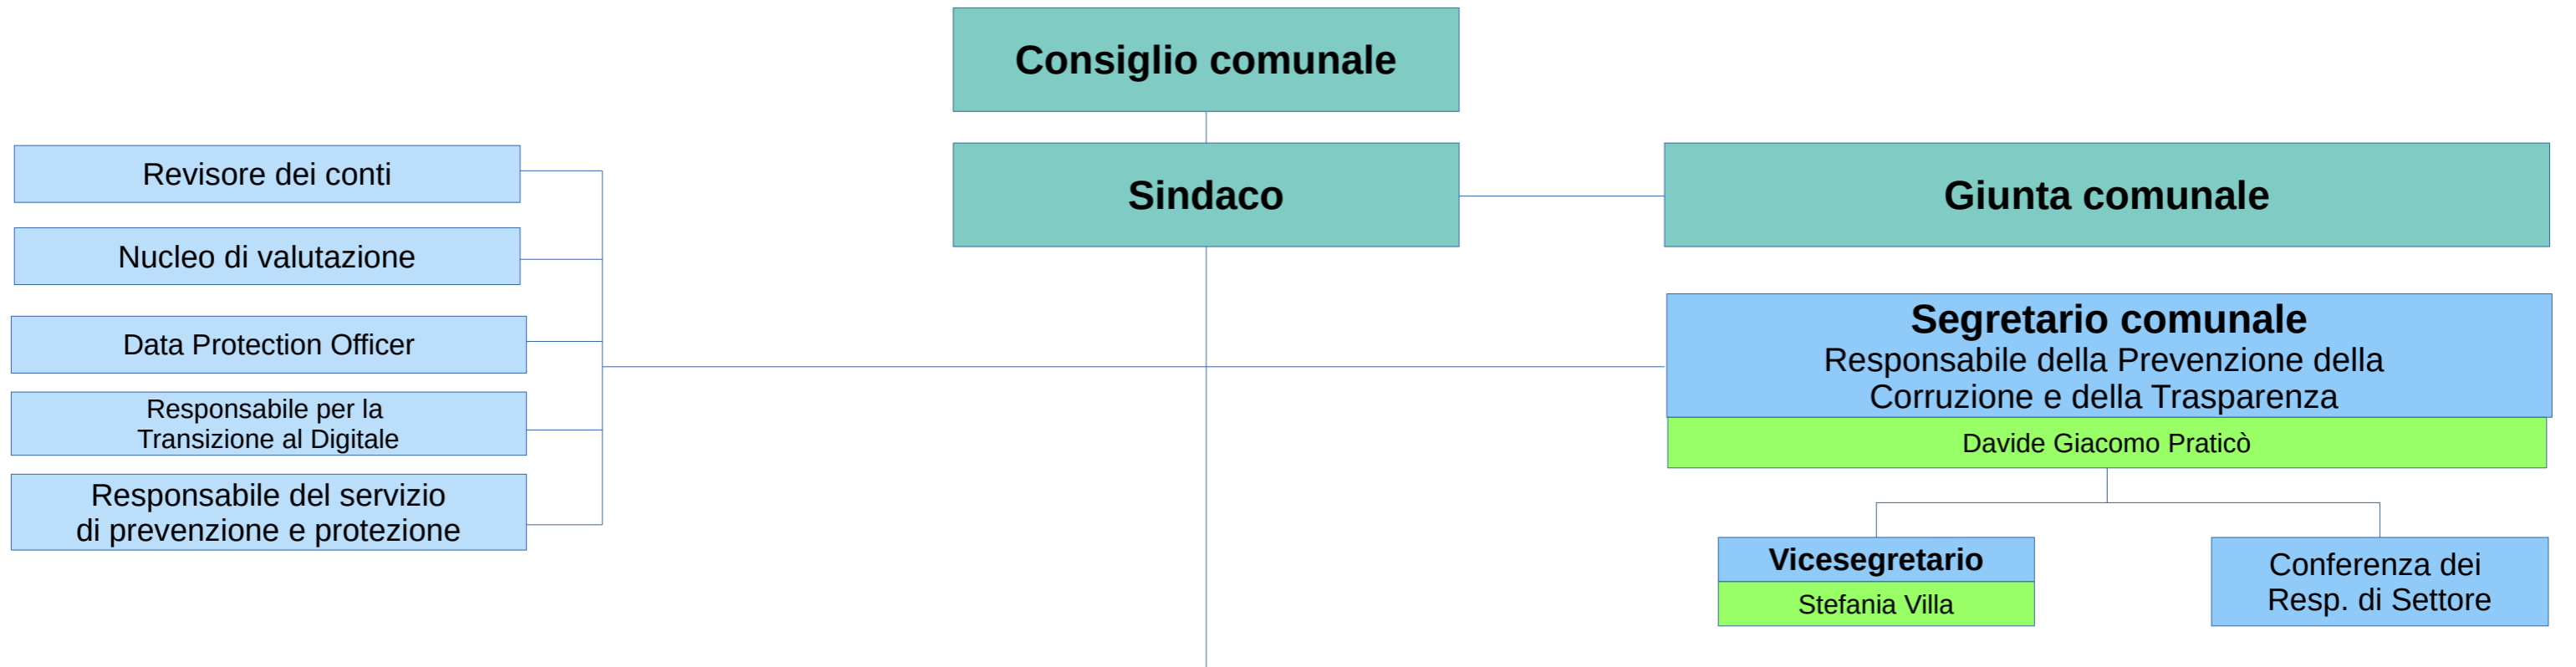 Consiglio comunale
Sindaco
Giunta comunale
Revisore dei conti
Nucleo di valutazione
Data Protection Officer
Responsabile per la
Transizione al Digitale
Responsabile del servizio
di prevenzione e protezione
Segretario comunale
Responsabile della Prevenzione della
Corruzione e della Trasparenza
Davide Giacomo Praticò
Vicesegretario
Stefania Villa
Conferenza dei
Resp. di Settore